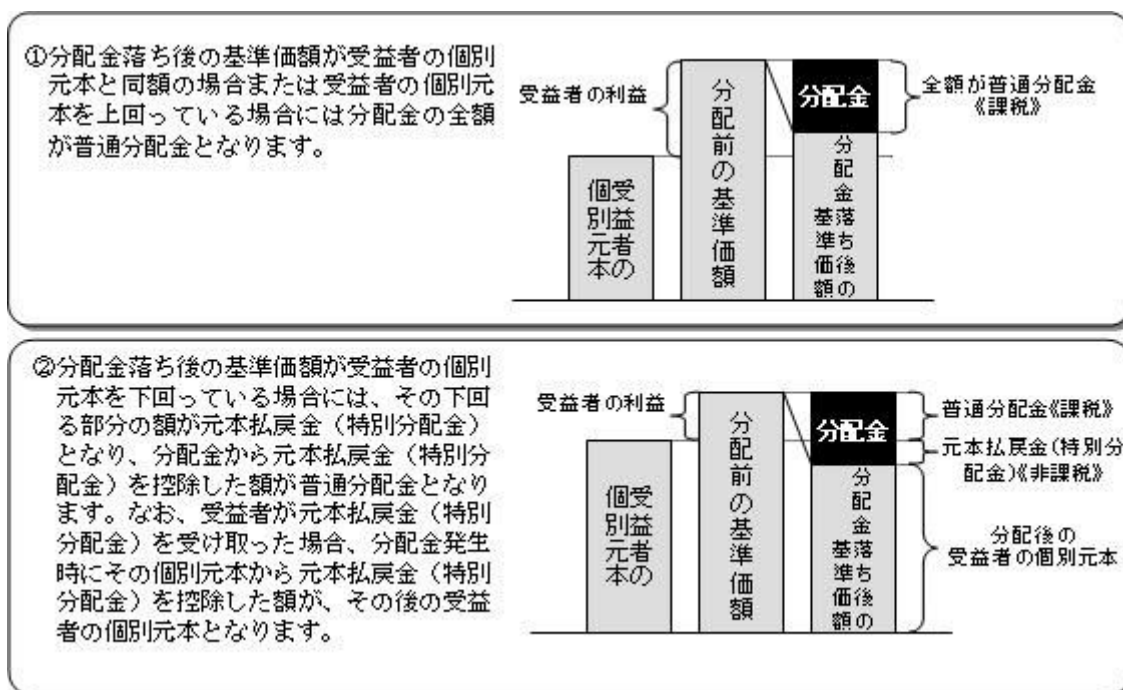 ①分配金落ち後の基準価額が受益者の個別
元本と同額の場合または受益者の個別元
本を上回っている場合には分配金の全額
が普通分配金となります。
受益者の利益
受益者の
個別元本
分配前の基準価額
分配金
分配金落ち後の
基準価額
全額が普通分配金
《課税》
②分配金落ち後の基準価額が受益者の個別
元本を下回っている場合には、その下回
る部分の額が元本払戻金（特別分配金）
となり、分配金から元本払戻金（特別分
配金）を控除した額が普通分配金となり
ます。なお、受益者が元本払戻金（特別
分配金）を受け取った場合、分配金発生
時にその個別元本から元本払戻金（特別
分配金）を控除した額が、その後の受益
者の個別元本となります。
受益者の利益
受益者の
個別元本
分配前の基準価額
分配金
分配金落ち後の
基準価額
普通分配金《課税》
元本払戻金(特別分
配金)《非課税》
分配後の
受益者の個別元本